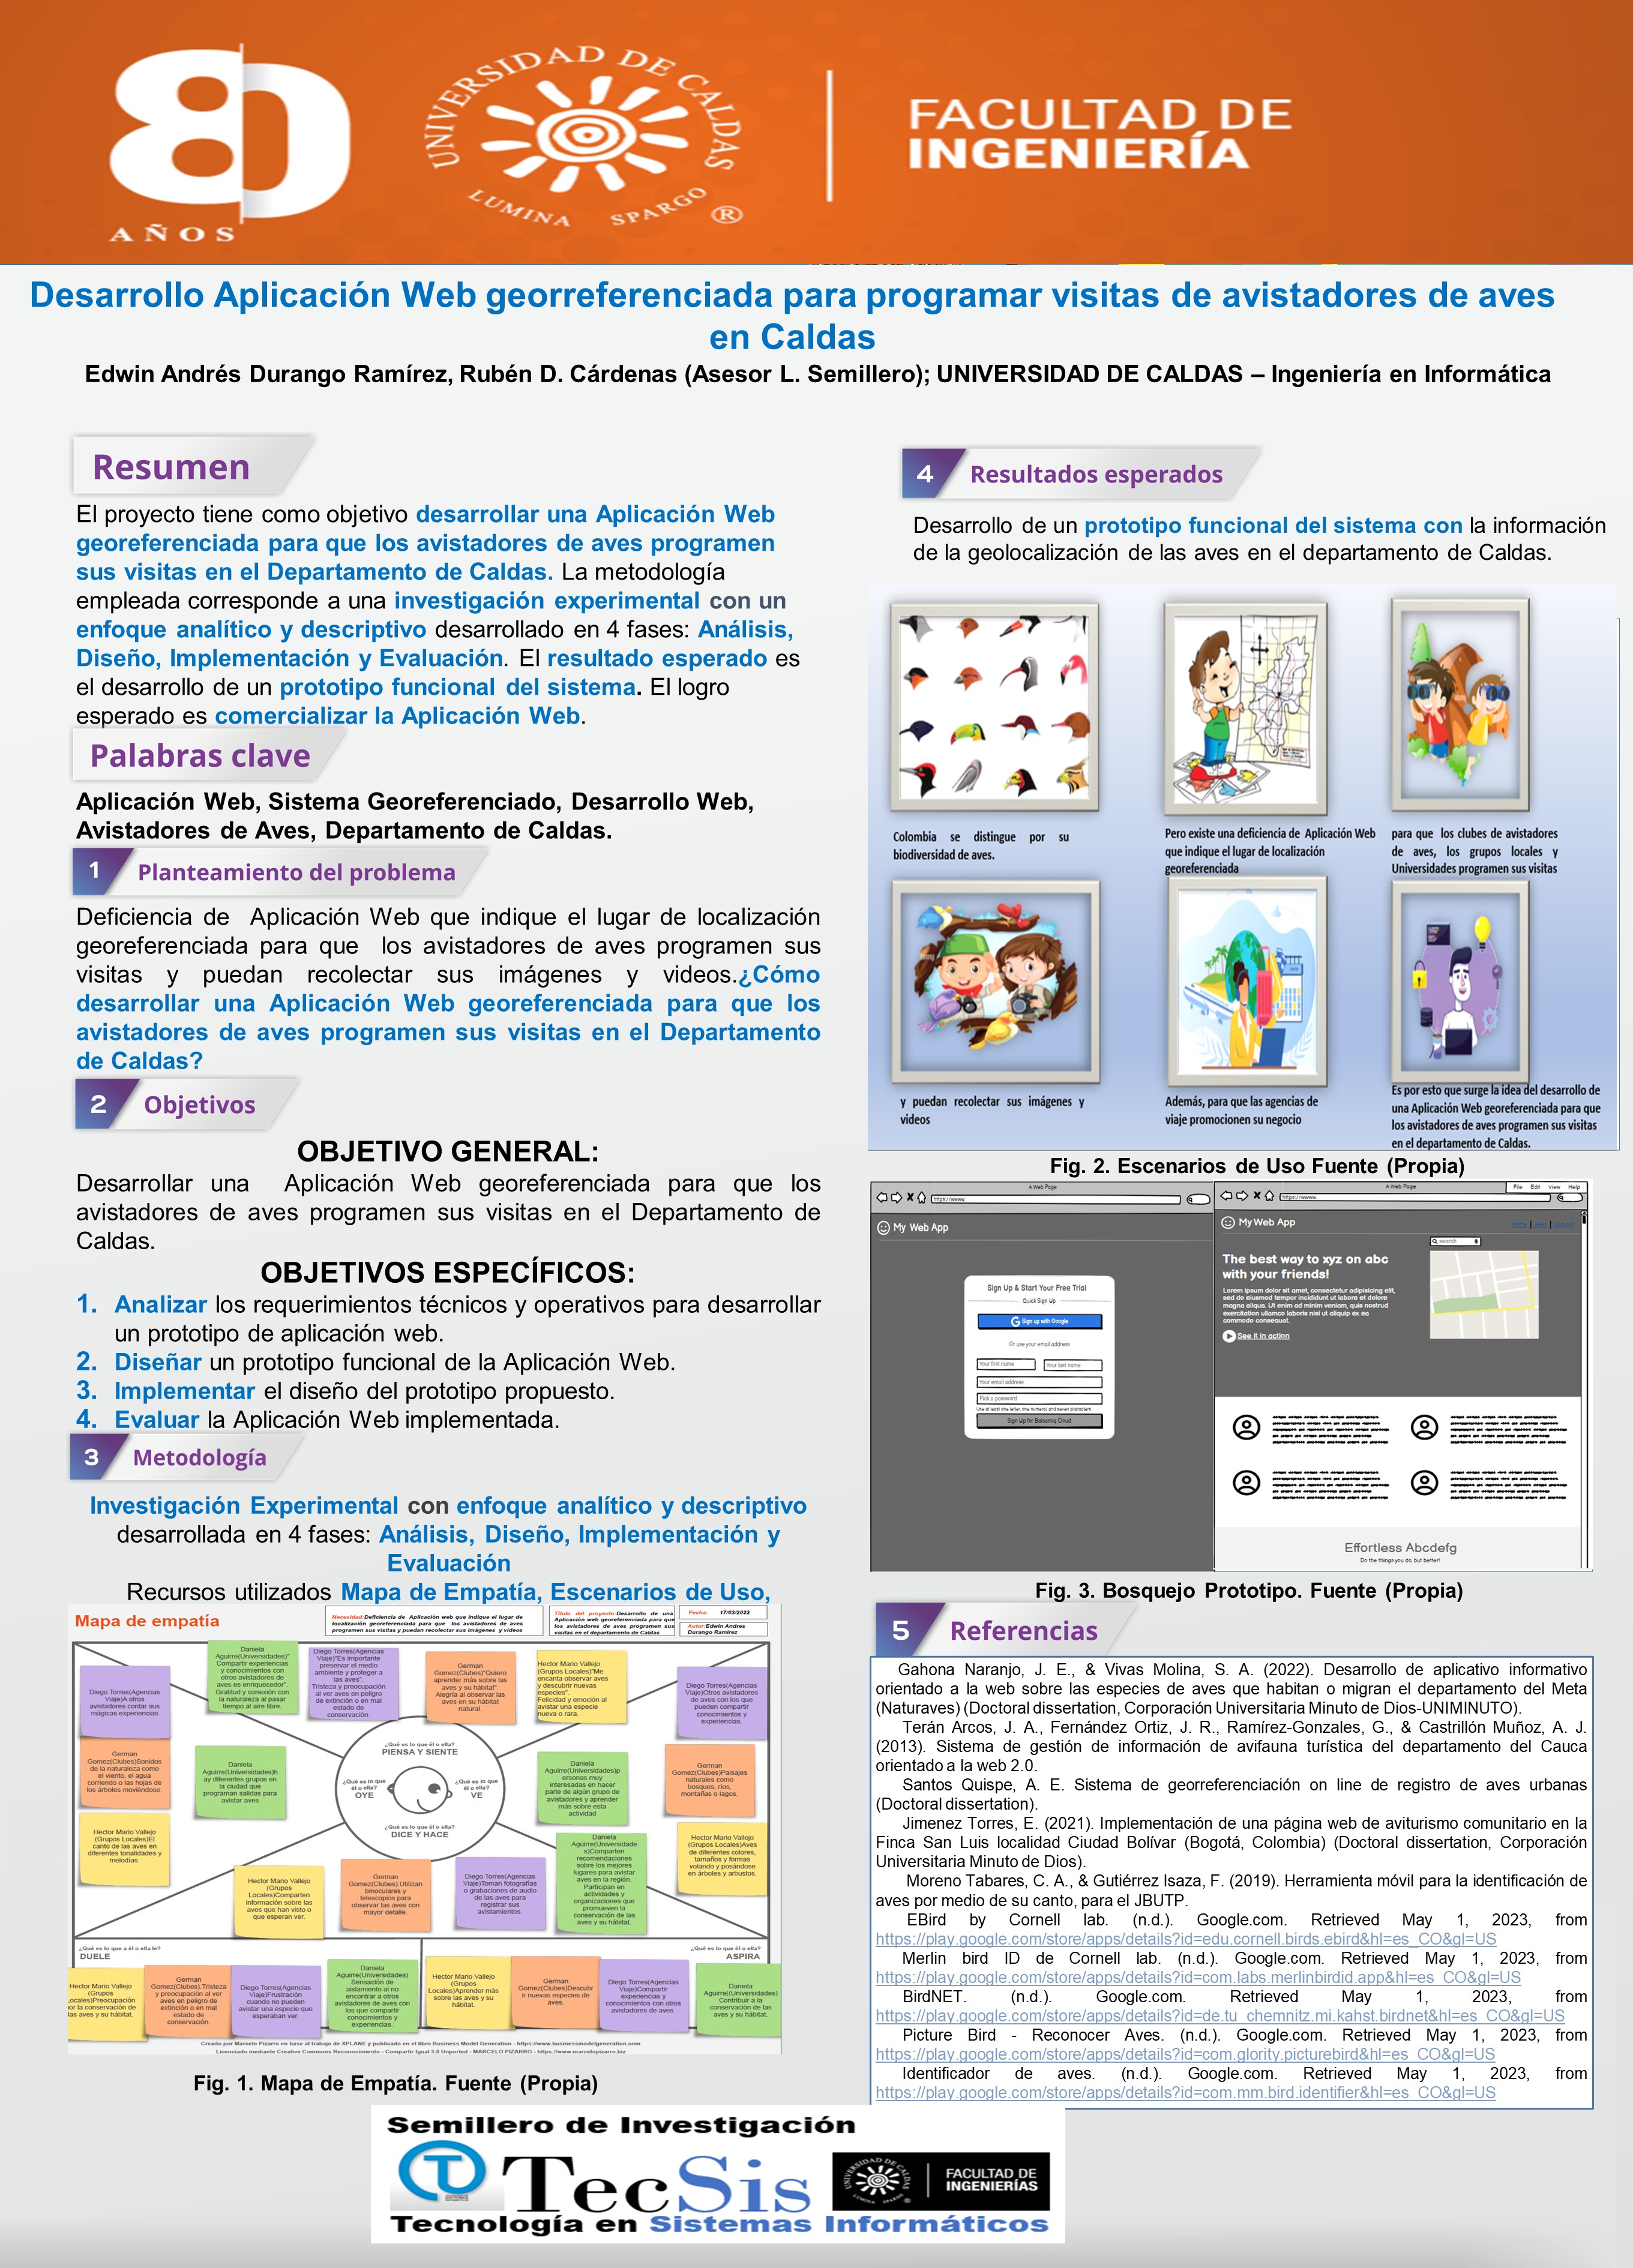 80
AÑOS
UNIVERSIDAD DE CALDAS
LUMINA SPARGO
®
FACULTAD DE
INGENIERÍA
Desarrollo Aplicación Web georreferenciada para programar visitas de avistadores de aves
en Caldas
Edwin Andrés Durango Ramírez, Rubén D. Cárdenas (Asesor L. Semillero); UNIVERSIDAD DE CALDAS – Ingeniería en Informática
Resumen
El proyecto tiene como objetivo desarrollar una Aplicación Web
georeferenciada para que los avistadores de aves programen
sus visitas en el Departamento de Caldas. La metodología
empleada corresponde a una investigación experimental con un
enfoque analítico y descriptivo desarrollado en 4 fases: Análisis,
Diseño, Implementación y Evaluación. El resultado esperado es
el desarrollo de un prototipo funcional del sistema. El logro
esperado es comercializar la Aplicación Web.
Palabras clave
Aplicación Web, Sistema Georeferenciado, Desarrollo Web,
Avistadores de Aves, Departamento de Caldas.
1 Planteamiento del problema
Deficiencia de Aplicación Web que indique el lugar de localización
georeferenciada para que los avistadores de aves programen sus
visitas y puedan recolectar sus imágenes y videos.¿Cómo
desarrollar una Aplicación Web georeferenciada para que los
avistadores de aves programen sus visitas en el Departamento
de Caldas?
2 Objetivos
OBJETIVO GENERAL:
Desarrollar una Aplicación Web georeferenciada para que los
avistadores de aves programen sus visitas en el Departamento de
Caldas.
OBJETIVOS ESPECÍFICOS:
1. Analizar los requerimientos técnicos y operativos para desarrollar
un prototipo de aplicación web.
2. Diseñar un prototipo funcional de la Aplicación Web.
3. Implementar el diseño del prototipo propuesto.
4. Evaluar la Aplicación Web implementada.
3 Metodología
Investigación Experimental con enfoque analítico y descriptivo
desarrollada en 4 fases: Análisis, Diseño, Implementación y
Evaluación
Recursos utilizados Mapa de Empatía, Escenarios de Uso,
Mapa de empatía
Necesidad:Deficiencia de Aplicación web que indique el lugar de
localización georeferenciada para que los avistadores de aves
programen sus visitas y puedan recolectar sus imágenes y videos
Título del proyecto:Desarrollo de una
Aplicación web georeferenciada para que
los avistadores de aves programen sus
visitas en el departamento de Caldas
Fecha: 17/03/2022
Autor:Edwin Andres
Durango Ramirez
Diego Torres(Agencias
Viaje)A otros
avistadores contar sus
mágicas experiencias
Daniela
Aguirre(Universidades)"
Compartir experiencias
y conocimientos con
otros avistadores de
aves es enriquecedor".
Gratitud y conexión con
la naturaleza al pasar
tiempo al aire libre.
Diego Torres(Agencias
Viaje)"Es importante
preservar el medio
ambiente y proteger a
las aves".
Tristeza y preocupación
al ver aves en peligro
de extinción o en mal
estado de
conservación.
German
Gomez(Clubes)"Quiero
aprender más sobre las
aves y su hábitat".
Alegría al observar las
aves en su hábitat
natural.
Hector Mario Vallejo
(Grupos Locales)"Me
encanta observar aves
y descubrir nuevas
especies".
Felicidad y emoción al
avistar una especie
nueva o rara.
Diego Torres(Agencias
Viaje)Otros avistadores
de aves con los que
pueden compartir
conocimientos y
experiencias.
German
Gomez(Clubes)Sonidos
de la naturaleza como
el viento, el agua
corriendo o las hojas de
los árboles moviéndose.
Daniela
Aguirre(Universidades)h
ay diferentes grupos en
la ciudad que
programan salidas para
avistar aves
¿Qué es lo que él o ella?
PIENSA Y SIENTE
¿Qué es lo que
él o ella?
OYE
¿Qué es lo que
él o ella?
VE
¿Qué es lo que él o ella?
DICE Y HACE
Daniela
Aguirre(Universidades)p
ersonas muy
interesadas en hacer
parte de algún grupo de
avistadores y aprender
más sobre esta
actividad
German
Gomez(Clubes)Paisajes
naturales como
bosques, ríos,
montañas o lagos.
Hector Mario Vallejo
(Grupos Locales)El
canto de las aves en
diferentes tonalidades y
melodías.
Hector Mario Vallejo
(Grupos
Locales)Comparten
información sobre las
aves que han visto o
que esperan ver.
German
Gomez(Clubes).Utilizan
binoculares y
telescopios para
observar las aves con
mayor detalle.
Diego Torres(Agencias
Viaje)Toman fotografías
o grabaciones de audio
de las aves para
registrar sus
avistamientos.
Daniela
Aguirre(Universidade
s)Comparten
recomendaciones
sobre los mejores
lugares para avistar
aves en la región.
Participan en
actividades y
organizaciones que
promueven la
conservación de las
aves y su hábitat.
Hector Mario Vallejo
(Grupos Locales)Aves
de diferentes colores,
tamaños y formas
volando y posándose
en árboles y arbustos.
¿Qué es lo que a él o ella le?
DUELE
¿Qué es lo que él o ella?
ASPIRA
Hector Mario Vallejo
(Grupos
Locales)Preocupación
por la conservación de
las aves y su hábitat.
German
Gomez(Clubes).Tristeza
y preocupación al ver
aves en peligro de
extinción o en mal
estado de
conservación.
Diego Torres(Agencias
Viaje)Frustración
cuando no pueden
avistar una especie que
esperaban ver.
Daniela
Aguirre(Universidades)
Sensación de
aislamiento al no
encontrar a otros
avistadores de aves con
los que compartir
conocimientos y
experiencias.
Hector Mario Vallejo
(Grupos
Locales)Aprender más
sobre las aves y su
hábitat.
German
Gomez(Clubes)Descubr
ir nuevas especies de
aves.
Diego Torres(Agencias
Viaje)Compartir
experiencias y
conocimientos con otros
avistadores de aves.
Daniela
Aguirre((Universidades)
Contribuir a la
conservación de las
aves y su hábitat.
Creado por Marcelo Pizarro en base al trabajo de XPLANE y publicado en el libro Business Model Generation - https://www.businessmodelgeneration.com
Licenciado mediante Creative Commons Reconocimiento - Compartir Igual 3.0 Unported - MARCELO PIZARRO - https://www.marcelopizarro.biz
Fig. 1. Mapa de Empatía. Fuente (Propia)
4 Resultados esperados
Desarrollo de un prototipo funcional del sistema con la información
de la geolocalización de las aves en el departamento de Caldas.
Colombia se distingue por su
biodiversidad de aves.
Pero existe una deficiencia de Aplicación Web
que indique el lugar de localización
georeferenciada
para que los clubes de avistadores
de aves, los grupos locales y
Universidades programen sus visitas
y puedan recolectar sus imágenes y
videos
Además, para que las agencias de
viaje promocionen su negocio
Es por esto que surge la idea del desarrollo de
una Aplicación Web georeferenciada para que
los avistadores de aves programen sus visitas
en el departamento de Caldas.
Fig. 2. Escenarios de Uso Fuente (Propia)
A Web Page
https://www.
My Web App
Sign Up & Start Your Free Trial
Quick Sign Up
G Sign up with Google
Or use your email address
Your first name
Your last name
Your email address
Pick a password
Use at least one letter, one numeral, and seven characters
Sign Up for Balsamiq Cloud
A Web Page
File Edit View Help
https://www.
My Web App
Home | | Log out
search
The best way to xyz on abc
with your friends!
Lorem ipsum dolor sit amet, consectetur adipisicing elit,
sed do eiusmod tempor incididunt ut labore et dolore
magna aliqua. Ut enim ad minim veniam, quis nostrud
exercitation ullamco laboris nisi ut aliquip ex ea
commodo consequat.
See it in action
Effortless Abcdefg
Do the things you do, but better!
Fig. 3. Bosquejo Prototipo. Fuente (Propia)
5 Referencias
Gahona Naranjo, J. E., & Vivas Molina, S. A. (2022). Desarrollo de aplicativo informativo
orientado a la web sobre las especies de aves que habitan o migran el departamento del Meta
(Naturaves) (Doctoral dissertation, Corporación Universitaria Minuto de Dios-UNIMINUTO).
Terán Arcos, J. A., Fernández Ortiz, J. R., Ramírez-Gonzales, G., & Castrillón Muñoz, A. J.
(2013). Sistema de gestión de información de avifauna turística del departamento del Cauca
orientado a la web 2.0.
Santos Quispe, A. E. Sistema de georreferenciación on line de registro de aves urbanas
(Doctoral dissertation).
Jimenez Torres, E. (2021). Implementación de una página web de aviturismo comunitario en la
Finca San Luis localidad Ciudad Bolívar (Bogotá, Colombia) (Doctoral dissertation, Corporación
Universitaria Minuto de Dios).
Moreno Tabares, C. A., & Gutiérrez Isaza, F. (2019). Herramienta móvil para la identificación de
aves por medio de su canto, para el JBUTP.
EBird by Cornell lab. (n.d.). Google.com. Retrieved May 1, 2023, from
https://play.google.com/store/apps/details?id=edu.cornell.birds.ebird&hl=es_CO&gl=US
Merlin bird ID de Cornell lab. (n.d.). Google.com. Retrieved May 1, 2023, from
https://play.google.com/store/apps/details?id=com.labs.merlinbirdid.app&hl=es_CO&gl=US
BirdNET. (n.d.). Google.com. Retrieved May 1, 2023, from
https://play.google.com/store/apps/details?id=de.tu_chemnitz.mi.kahst.birdnet&hl=es_CO&gl=US
Picture Bird - Reconocer Aves. (n.d.). Google.com. Retrieved May 1, 2023, from
https://play.google.com/store/apps/details?id=com.glority.picturebird&hl=es_CO&gl=US
Identificador de aves. (n.d.). Google.com. Retrieved May 1, 2023, from
https://play.google.com/store/apps/details?id=com.mm.bird.identifier&hl=es_CO&gl=US
Semillero de Investigación
TecSis
UNIVERSIDAD DE CALDAS
LUMINA SPARGO
FACULTAD DE
INGENIERÍAS
Tecnología en Sistemas Informáticos